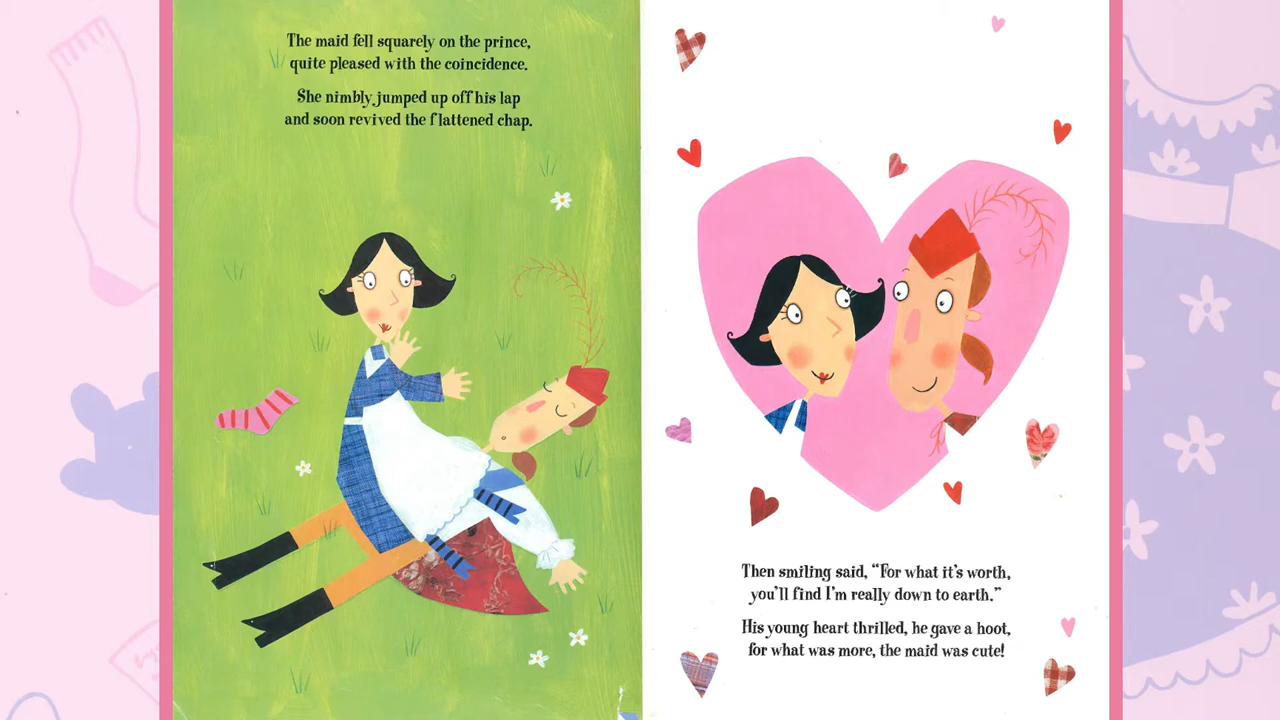 The maid fell squarely on the prince,
quite pleased with the coincidence.
She nimbly jumped up off his lap
and soon revived the flattened chap.
Then smiling said, “For what it’s worth,
you’ll find I’m really down to earth.”
His young heart thrilled, he gave a hoot,
for what was more, the maid was cute!